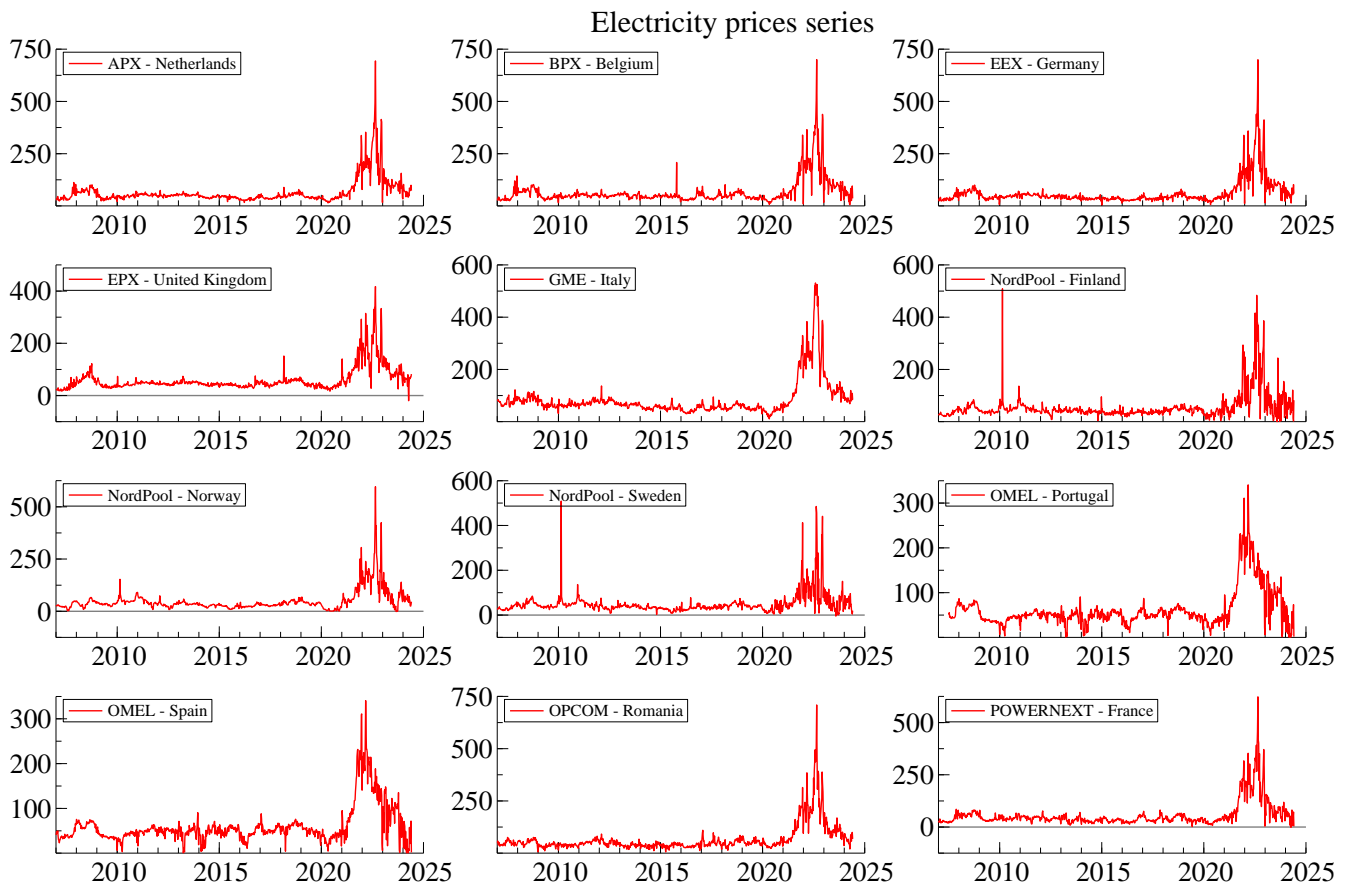 Electricity prices series
750 APX - Netherlands 750 BPX - Belgium 750 EEX - Germany
500 500 500
250 250 250
2010 2015 2020 2025 2010 2015 2020 2025 2010 2015 2020 2025
EPX - United Kingdom 600 GME - Italy 600 NordPool - Finland
400 400 400
200 200 200
0
2010 2015 2020 2025 2010 2015 2020 2025 2010 2015 2020 2025
NordPool - Norway 600 NordPool - Sweden OMEL - Portugal
500 400 300
250 200 200
0 0 100
2010 2015 2020 2025 2010 2015 2020 2025 2010 2015 2020 2025
OMEL - Spain 750 OPCOM - Romania POWERNEXT - France
300 500 500
200 250 250
100 0
2010 2015 2020 2025 2010 2015 2020 2025 2010 2015 2020 2025